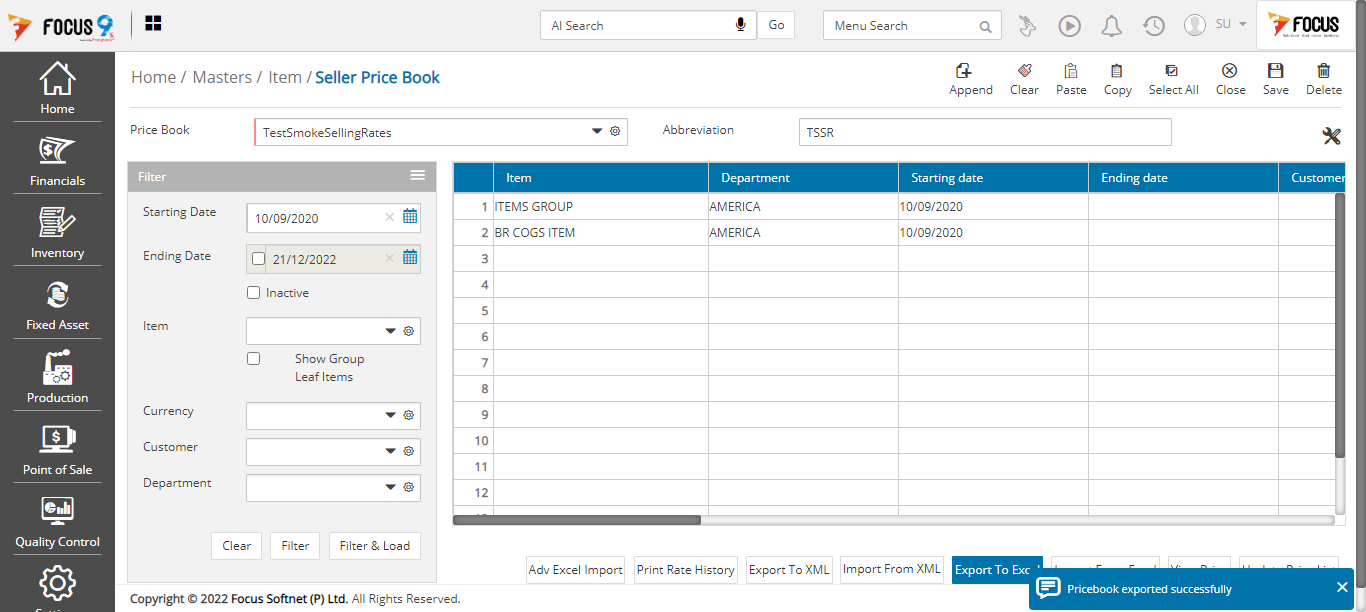 FOCUS 9
AI Search
Go
Menu Search
SU
FOCUS
Home
Financials
Inventory
Fixed Asset
Production
Point of Sale
Quality Control
Home / Masters / Item / Seller Price Book
Append
Clear
Paste
Copy
Select All
Close
Save
Delete
Price Book
TestSmokeSellingRates
Abbreviation
TSSR
Filter
Starting Date
10/09/2020
Ending Date
21/12/2022
Inactive
Item
Show Group
Leaf Items
Currency
Customer
Department
Clear
Filter
Filter & Load
Item Department Starting date Ending date Customer
1 ITEMS GROUP AMERICA 10/09/2020
2 BR COGS ITEM AMERICA 10/09/2020
3
4
5
6
7
8
9
10
11
12
Adv Excel Import
Print Rate History
Export To XML
Import From XML
Export To Exc
Pricebook exported successfully
Copyright © 2022 Focus Softnet (P) Ltd. All Rights Reserved.